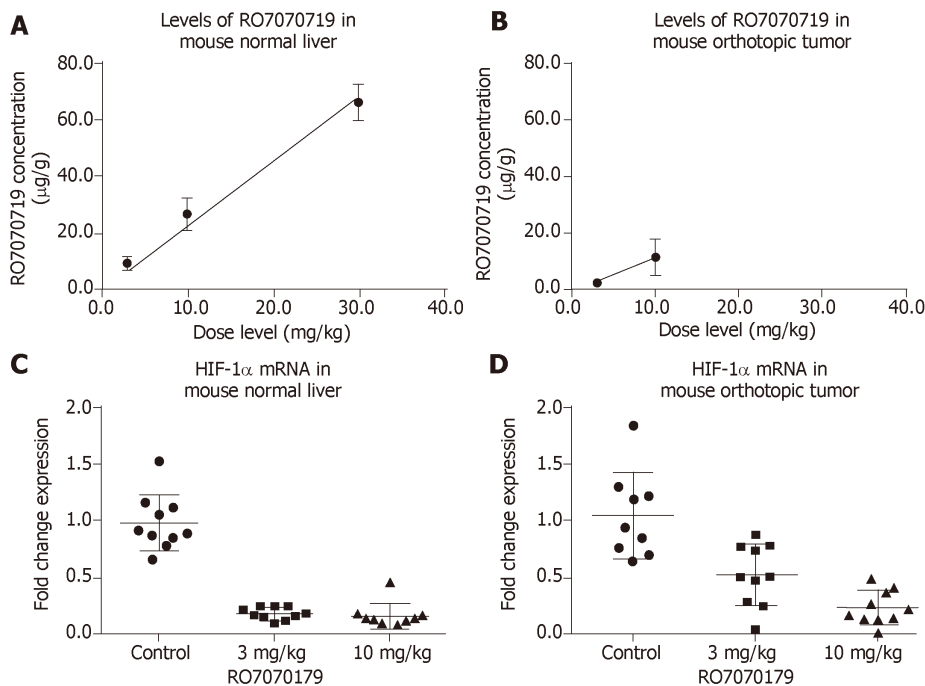 A
Levels of RO7070719 in
mouse normal liver
RO7070719 concentration
(µg/g)
80.0
60.0
40.0
20.0
0.0
0.0
10.0
20.0
30.0
40.0
Dose level (mg/kg)
B
Levels of RO7070719 in
mouse orthotopic tumor
RO7070719 concentration
(µg/g)
80.0
60.0
40.0
20.0
0.0
0.0
10.0
20.0
30.0
40.0
Dose level (mg/kg)
C
HIF-1α mRNA in
mouse normal liver
Fold change expression
2.0
1.5
1.0
0.5
0.0
Control
3 mg/kg
10 mg/kg
RO7070179
D
HIF-1α mRNA in
mouse orthotopic tumor
Fold change expression
2.0
1.5
1.0
0.5
0.0
Control
3 mg/kg
10 mg/kg
RO7070179